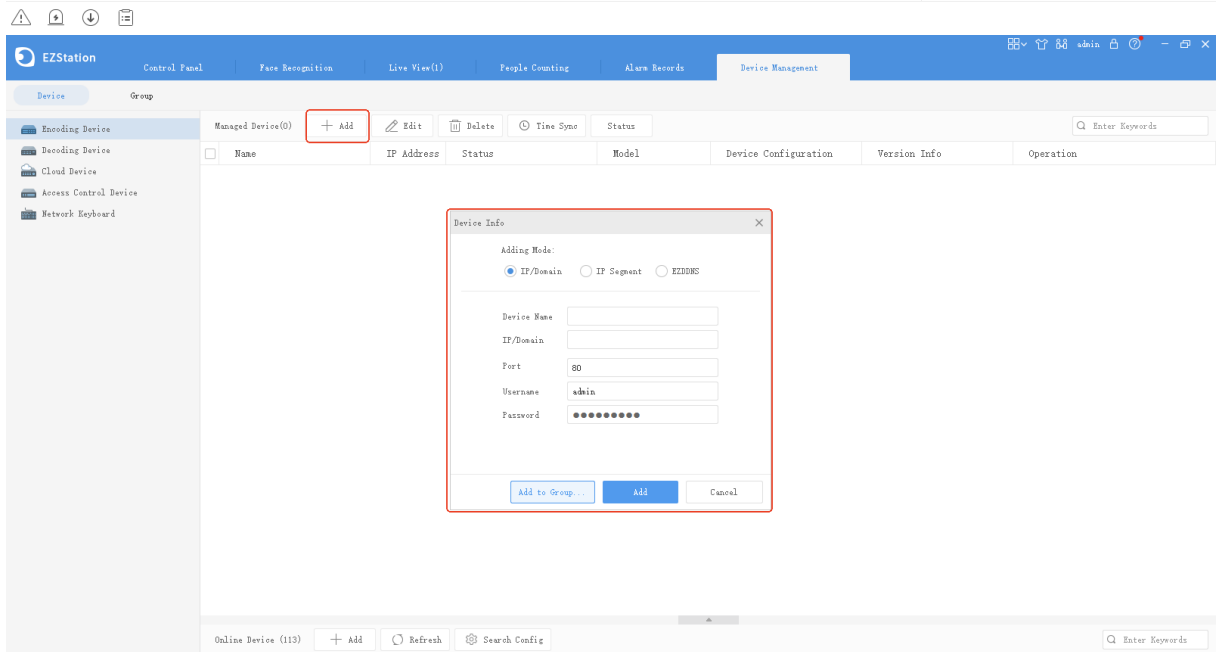 EZStation
admin
Control Panel Face Recognition Live View(1) People Counting Alarm Records Device Management
Device Group
Encoding Device
Decoding Device
Cloud Device
Access Control Device
Network Keyboard
Managed Device(0) Add Edit Delete Time Sync Status Enter Keywords
Name IP Address Status Model Device Configuration Version Info Operation
Device Info
Adding Mode:
IP/Domain IP Segment EZDDNS
Device Name
IP/Domain
Port 80
Username admin
Password ●●●●●●●●●
Add to Group... Add Cancel
Online Device (113) Add Refresh Search Config Enter Keywords